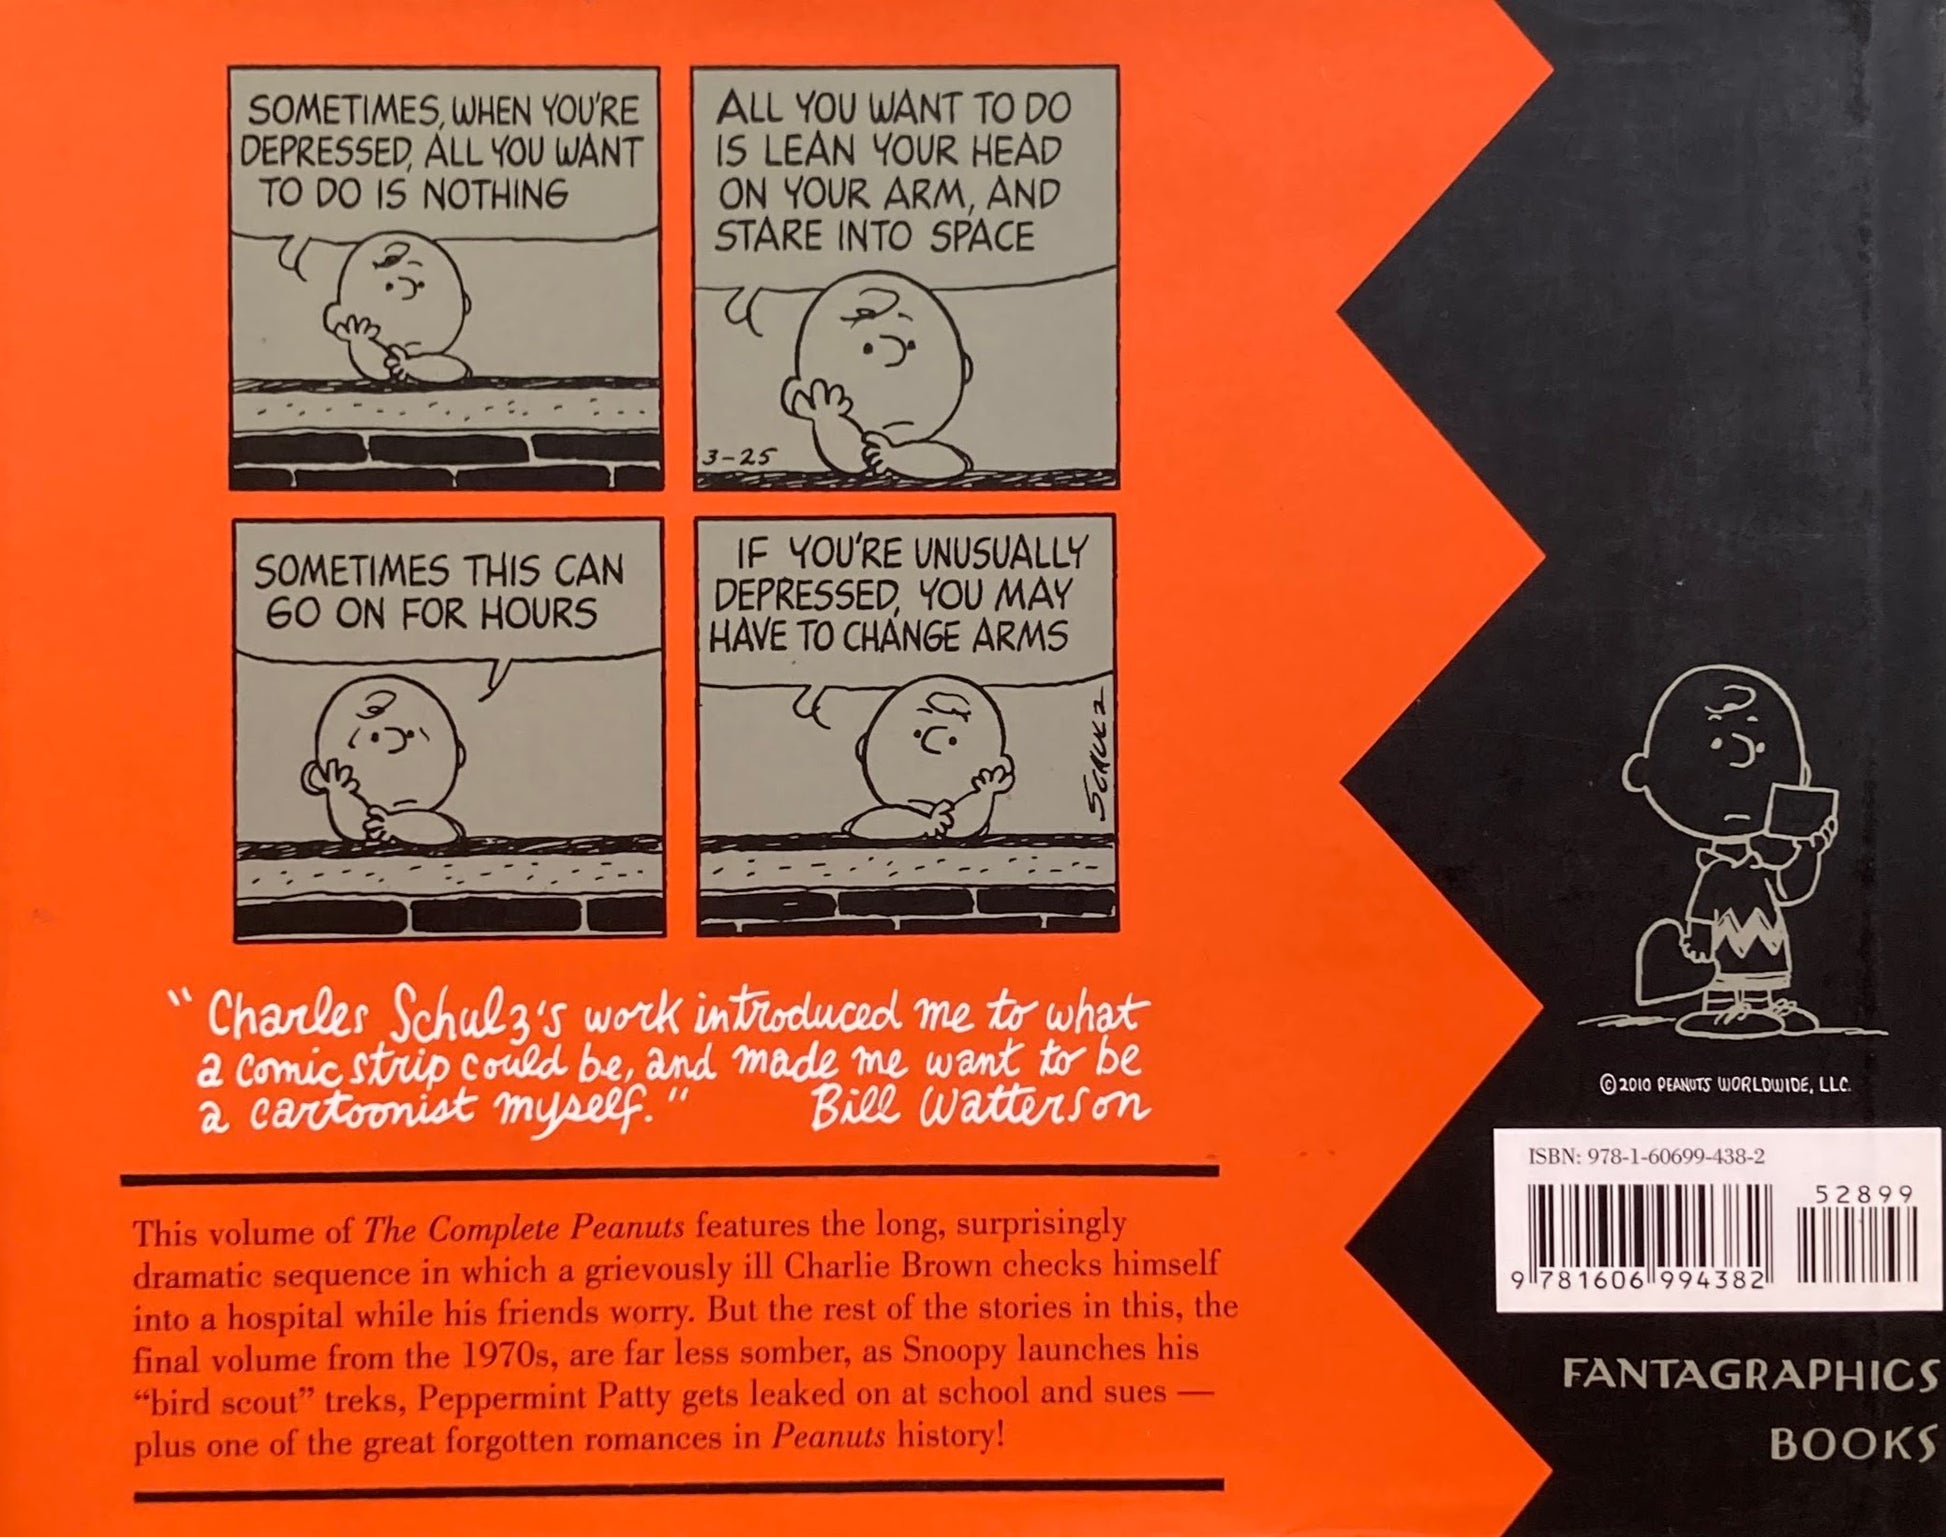 SOMETIMES, WHEN YOU'RE
DEPRESSED, ALL YOU WANT
TO DO IS NOTHING
ALL YOU WANT TO DO
IS LEAN YOUR HEAD
ON YOUR ARM, AND
STARE INTO SPACE
3-25
SOMETIMES THIS CAN
GO ON FOR HOURS
IF YOU'RE UNUSUALLY
DEPRESSED, YOU MAY
HAVE TO CHANGE ARMS
SCHULZ
"Charles Schulz's work introduced me to what
a comic strip could be, and made me want to be
a cartoonist myself." Bill Watterson
This volume of The Complete Peanuts features the long, surprisingly
dramatic sequence in which a grievously ill Charlie Brown checks himself
into a hospital while his friends worry. But the rest of the stories in this, the
final volume from the 1970s, are far less somber, as Snoopy launches his
“bird scout” treks, Peppermint Patty gets leaked on at school and sues —
plus one of the great forgotten romances in Peanuts history!
©2010 PEANUTS WORLDWIDE, LLC.
ISBN: 978-1-60699-438-2
52899
9 781606 994382
FANTAGRAPHICS
BOOKS